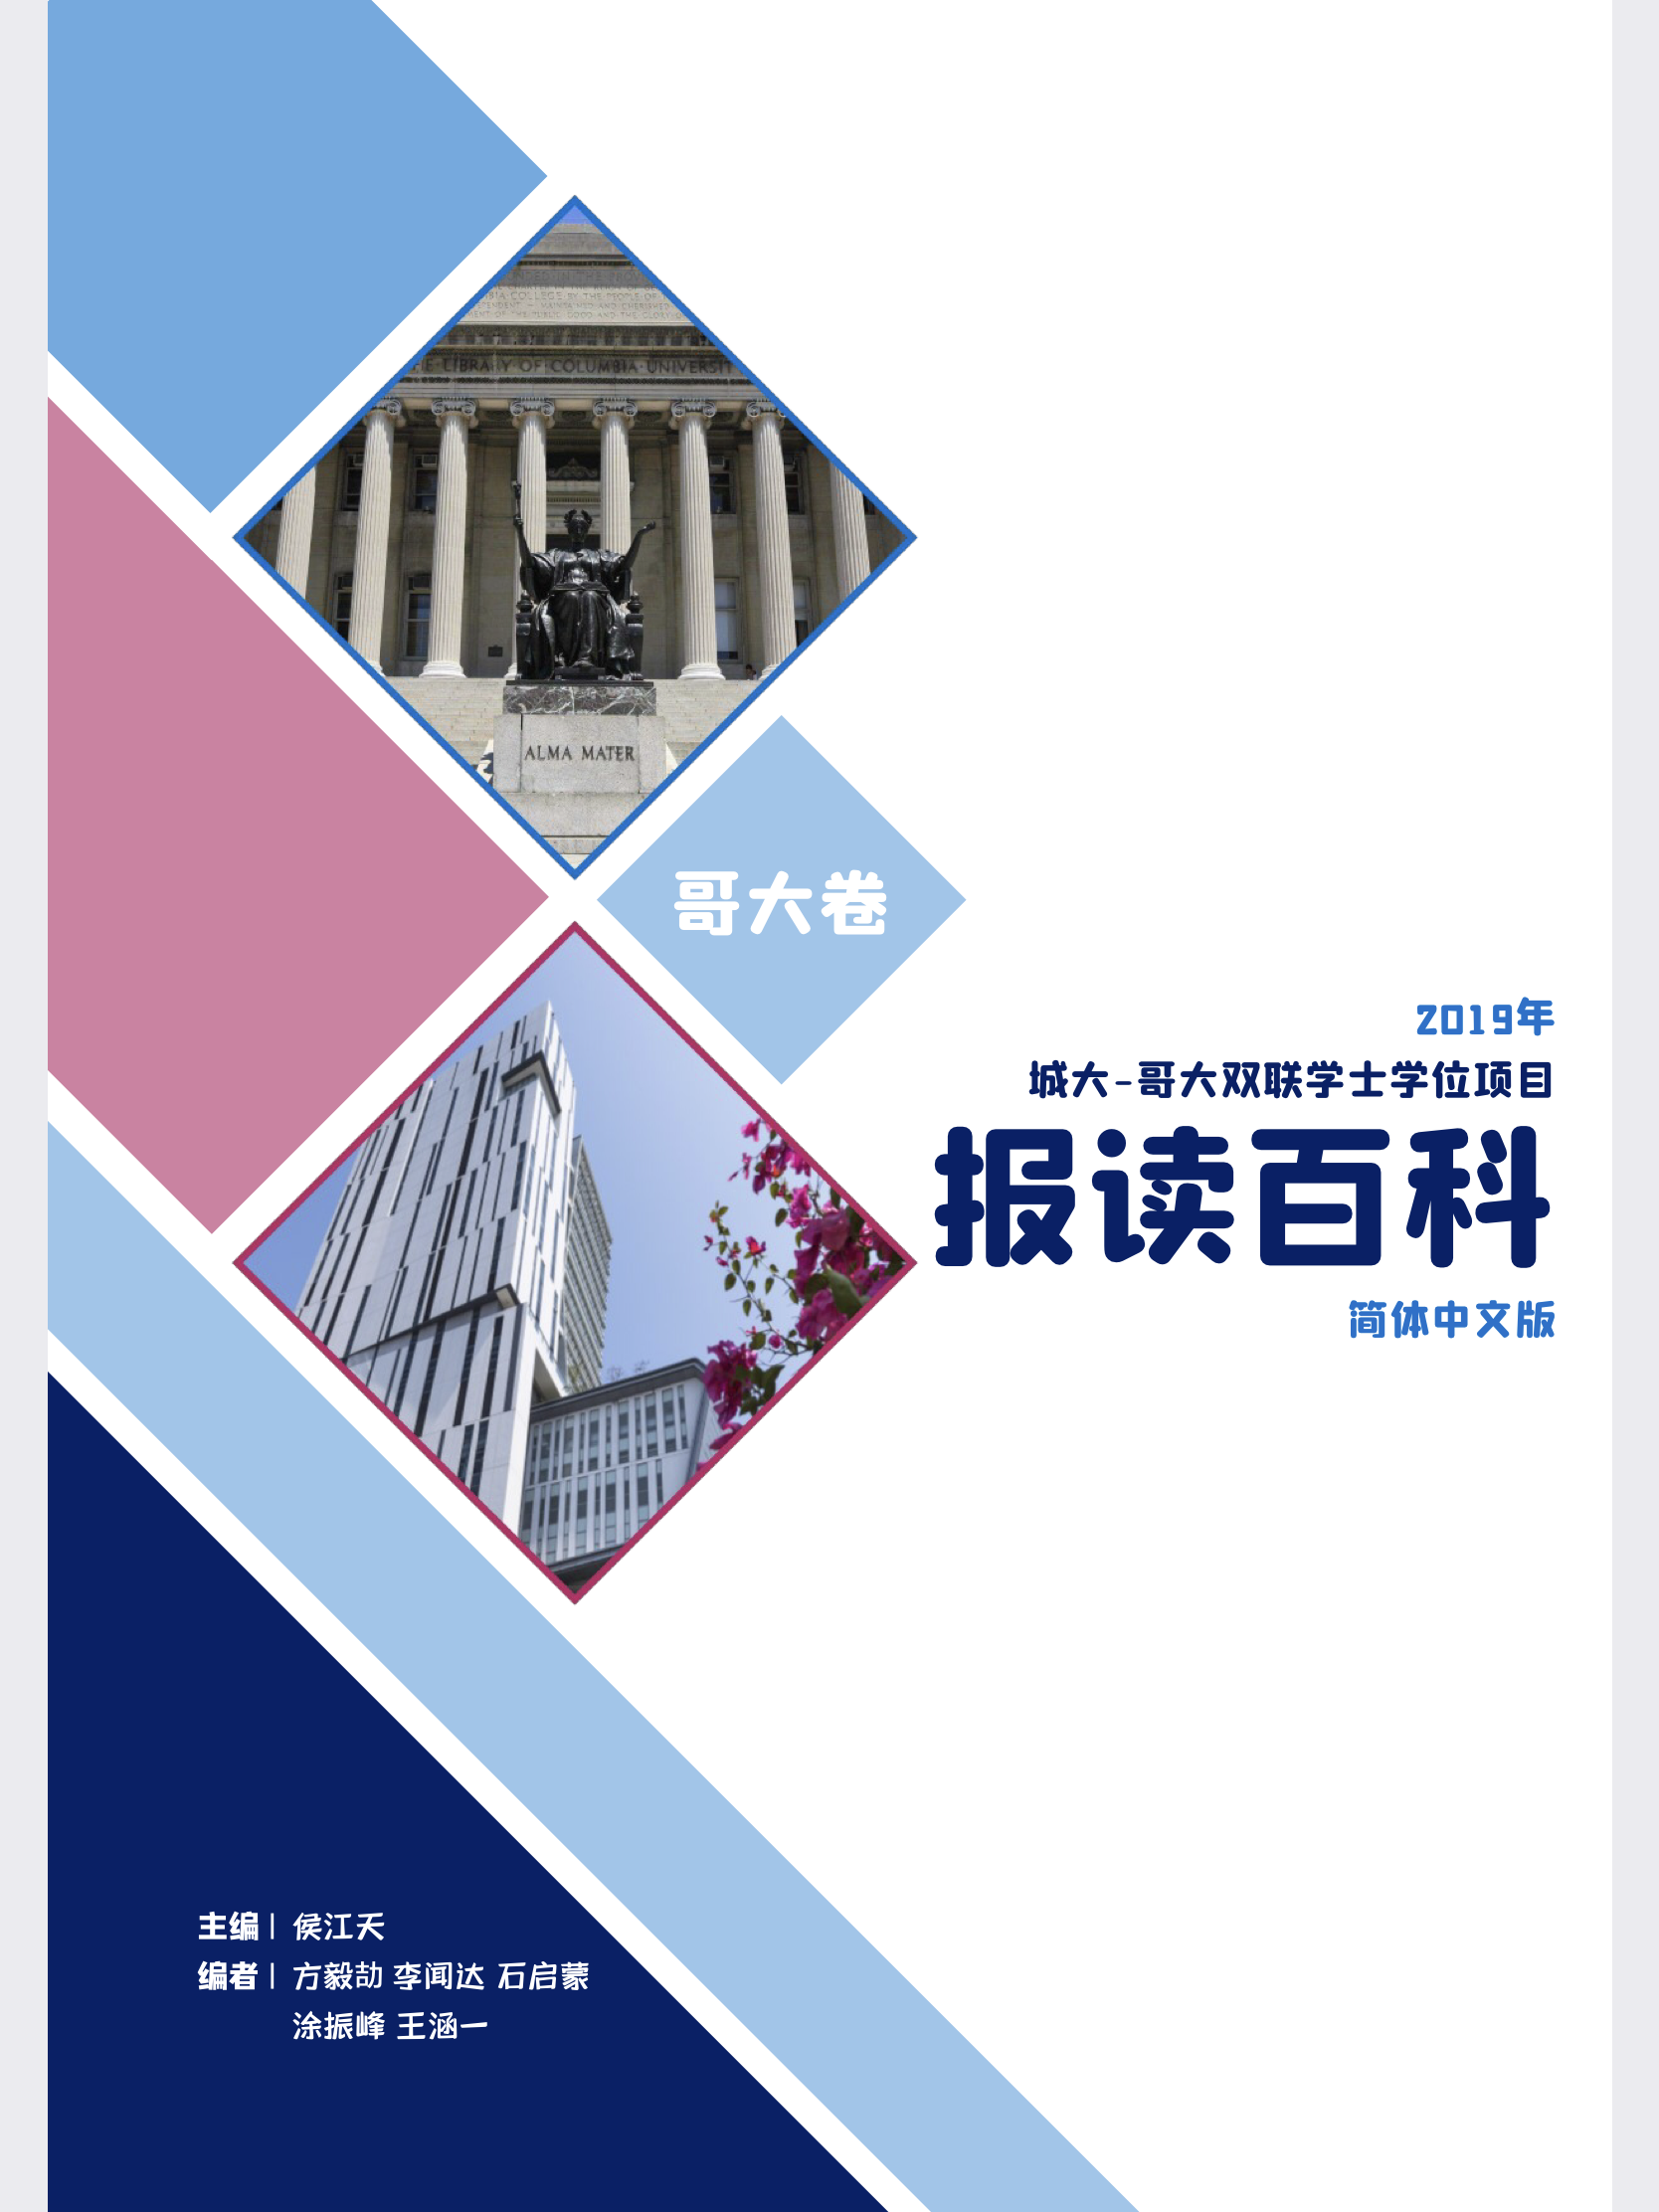 THE LIBRARY OF COLUMBIA UNIVERSIT
ALMA MATER
哥大卷
2019年
城大-哥大双联学士学位项目
报读百科
简体中文版
主编 | 侯江天
编者 | 方毅劼 李闻达 石启蒙
涂振峰 王涵一